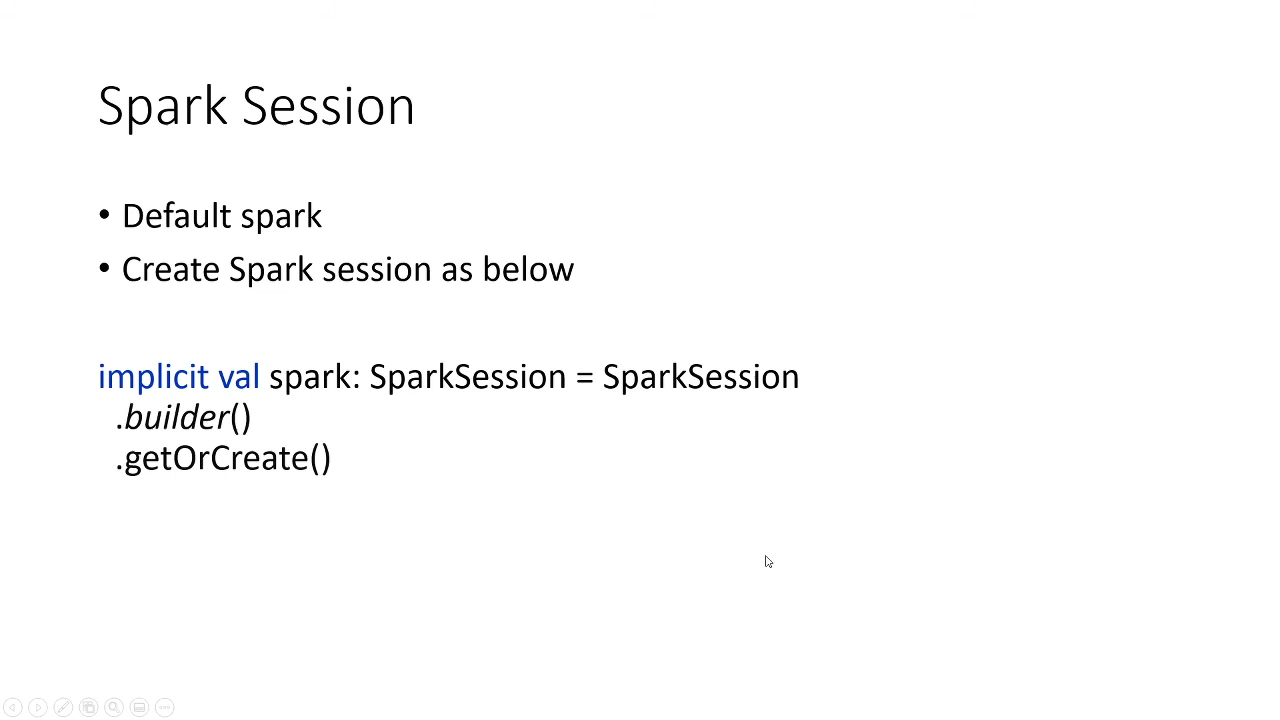 Spark Session
• Default spark
• Create Spark session as below
implicit val spark: SparkSession = SparkSession
.builder()
.getOrCreate()